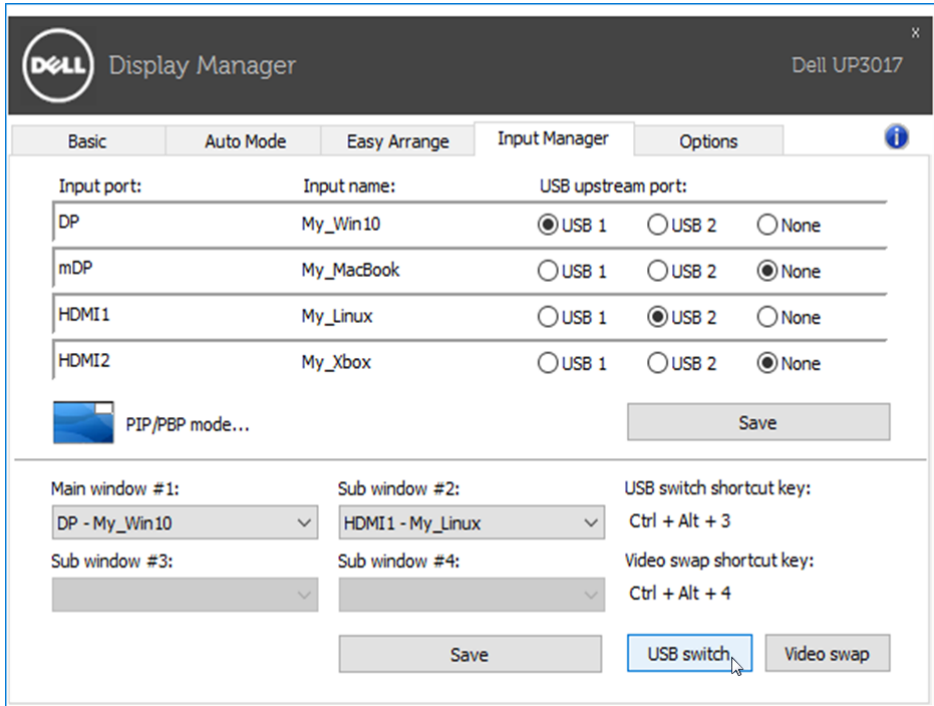 x
DELL Display Manager Dell UP3017
Basic Auto Mode Easy Arrange Input Manager Options i
Input port: Input name: USB upstream port:
DP My_Win10 USB 1 USB 2 None
mDP My_MacBook USB 1 USB 2 None
HDMI1 My_Linux USB 1 USB 2 None
HDMI2 My_Xbox USB 1 USB 2 None
PIP/PBP mode... Save
Main window #1: Sub window #2: USB switch shortcut key:
DP - My_Win10 HDMI1 - My_Linux Ctrl + Alt + 3
Sub window #3: Sub window #4: Video swap shortcut key:
Ctrl + Alt + 4
Save USB switch Video swap